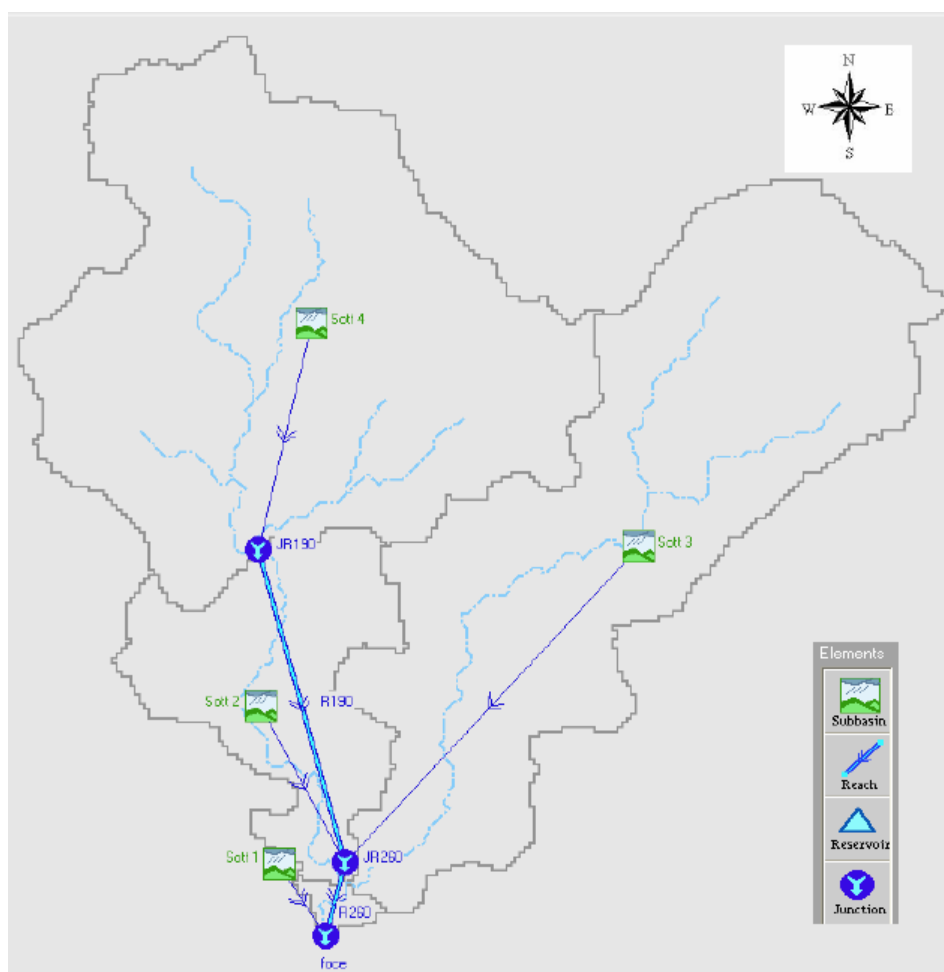 N
W E
S
Sott 4
JR190
Sott 3
Elements
Subbasin
Sott 2
R190
Reach
Reservoir
Sott 1
JR260
Junction
R260
foce